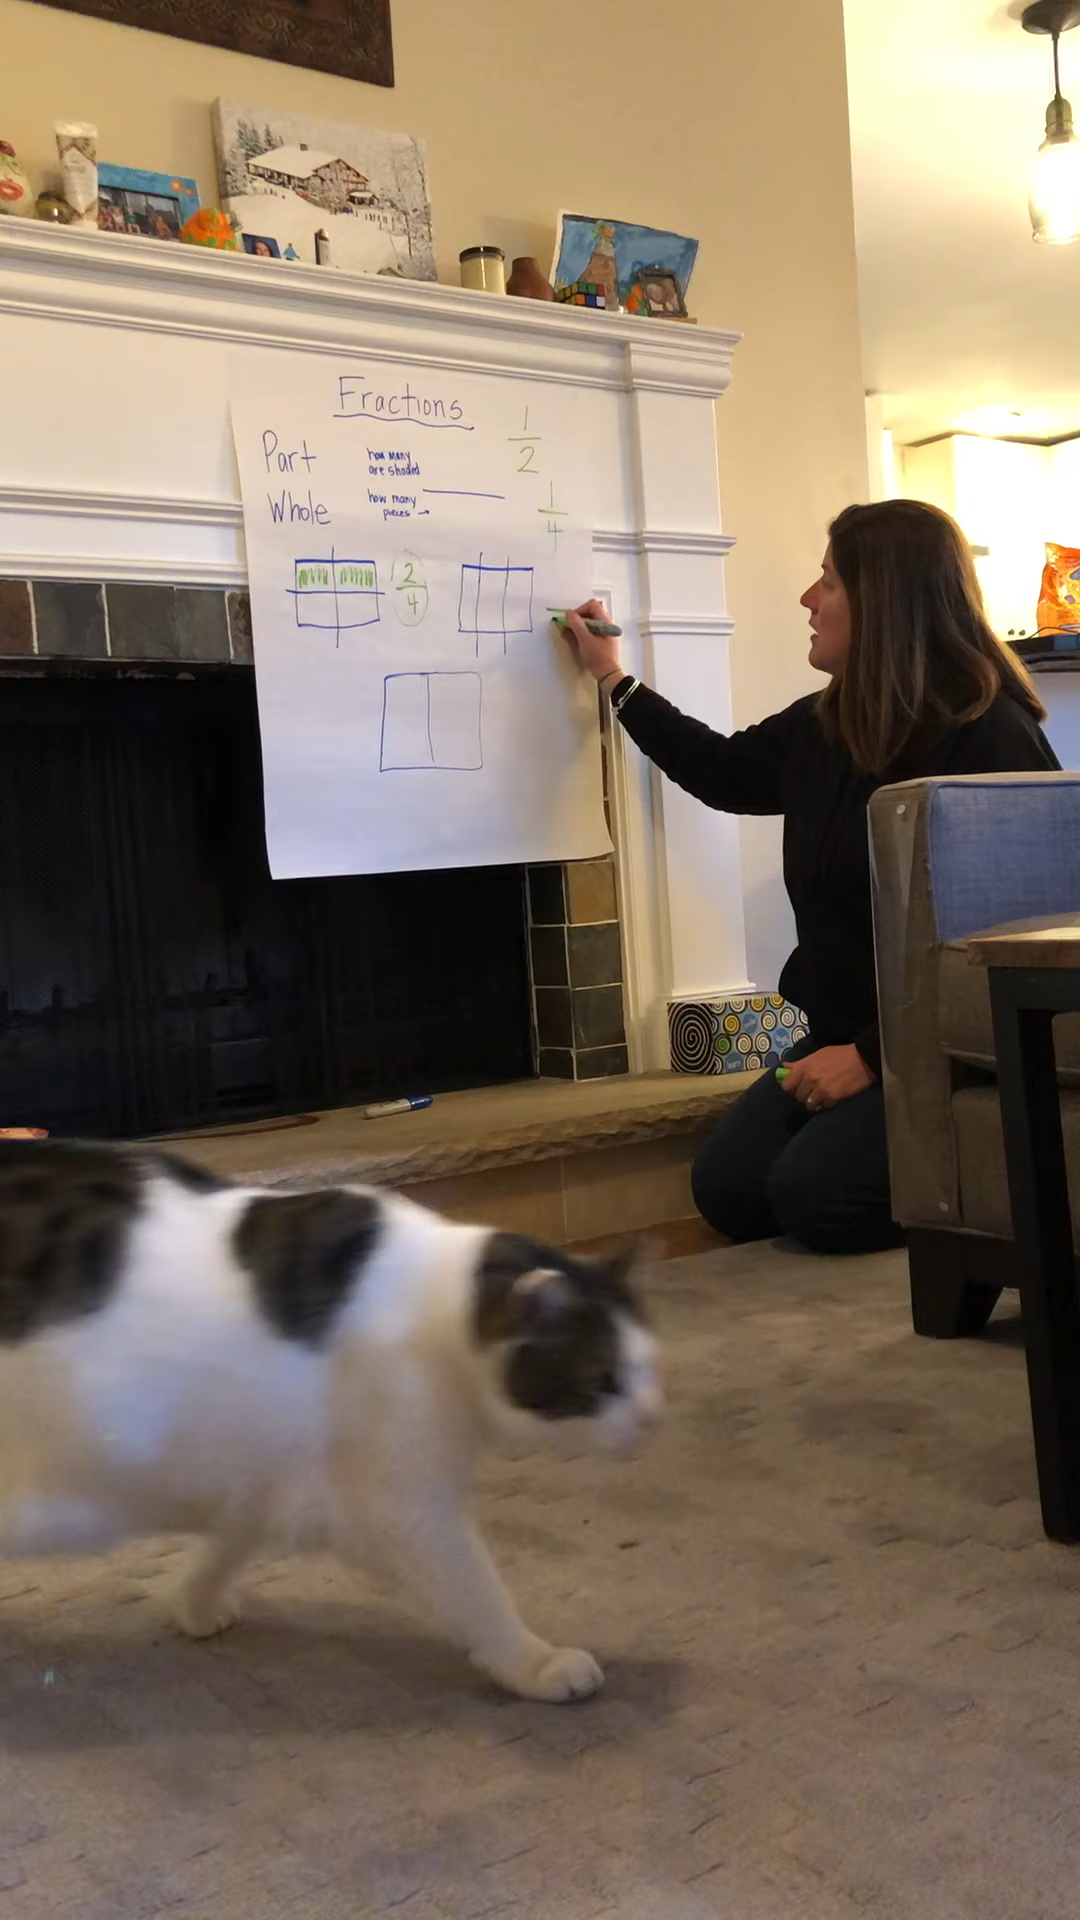 Fractions
Part
how many
are shaded
1
2
Whole
how many
pieces →
1
4
2
4